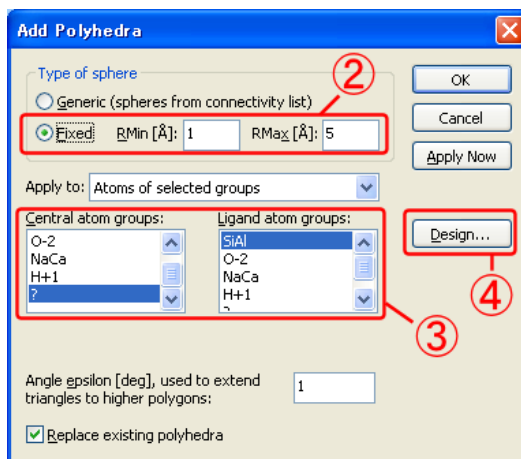 Add Polyhedra
Type of sphere
②
Generic (spheres from connectivity list)
Fixed RMin [Å]: 1 RMax [Å]: 5
OK
Cancel
Apply Now
Apply to: Atoms of selected groups
Central atom groups: Ligand atom groups:
O-2 SiAl
NaCa O-2
H+1 NaCa
? H+1
Design...
④
③
Angle epsilon [deg], used to extend
triangles to higher polygons: 1
Replace existing polyhedra